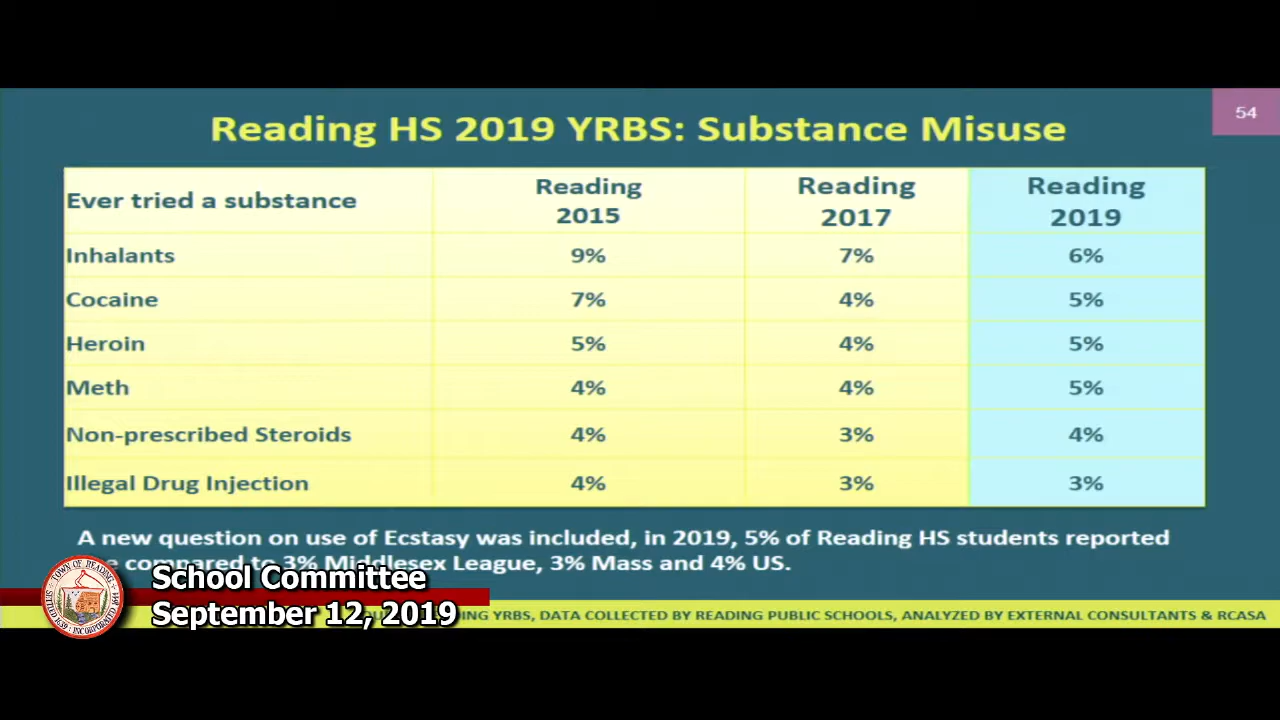 54
Reading HS 2019 YRBS: Substance Misuse
Ever tried a substance Reading 2015 Reading 2017 Reading 2019
Inhalants 9% 7% 6%
Cocaine 7% 4% 5%
Heroin 5% 4% 5%
Meth 4% 4% 5%
Non-prescribed Steroids 4% 3% 4%
Illegal Drug Injection 4% 3% 3%
A new question on use of Ecstasy was included, in 2019, 5% of Reading HS students reported
compared to 3% Middlesex League, 3% Mass and 4% US.
School Committee
September 12, 2019
YRBS, DATA COLLECTED BY READING PUBLIC SCHOOLS, ANALYZED BY EXTERNAL CONSULTANTS & RCASA
TOWN OF READING